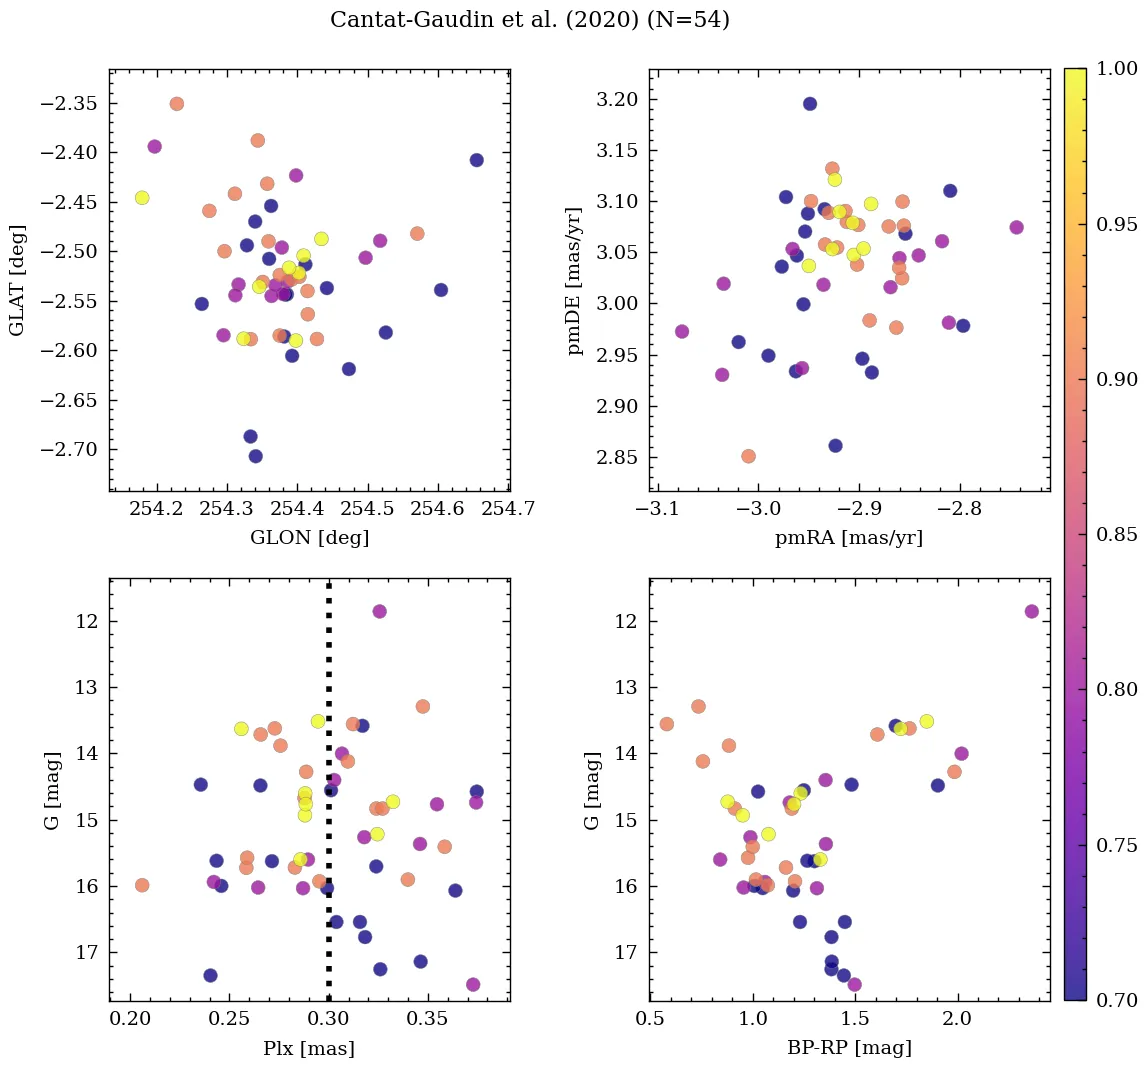 Cantat-Gaudin et al. (2020) (N=54)
−2.35
−2.40
−2.45
−2.50
−2.55
−2.60
−2.65
−2.70
GLAT [deg]
254.2 254.3 254.4 254.5 254.6 254.7
GLON [deg]
3.20
3.15
3.10
3.05
3.00
2.95
2.90
2.85
pmDE [mas/yr]
−3.1 −3.0 −2.9 −2.8
pmRA [mas/yr]
12
13
14
15
16
17
G [mag]
0.20 0.25 0.30 0.35
Plx [mas]
12
13
14
15
16
17
G [mag]
0.5 1.0 1.5 2.0
BP-RP [mag]
1.00
0.95
0.90
0.85
0.80
0.75
0.70